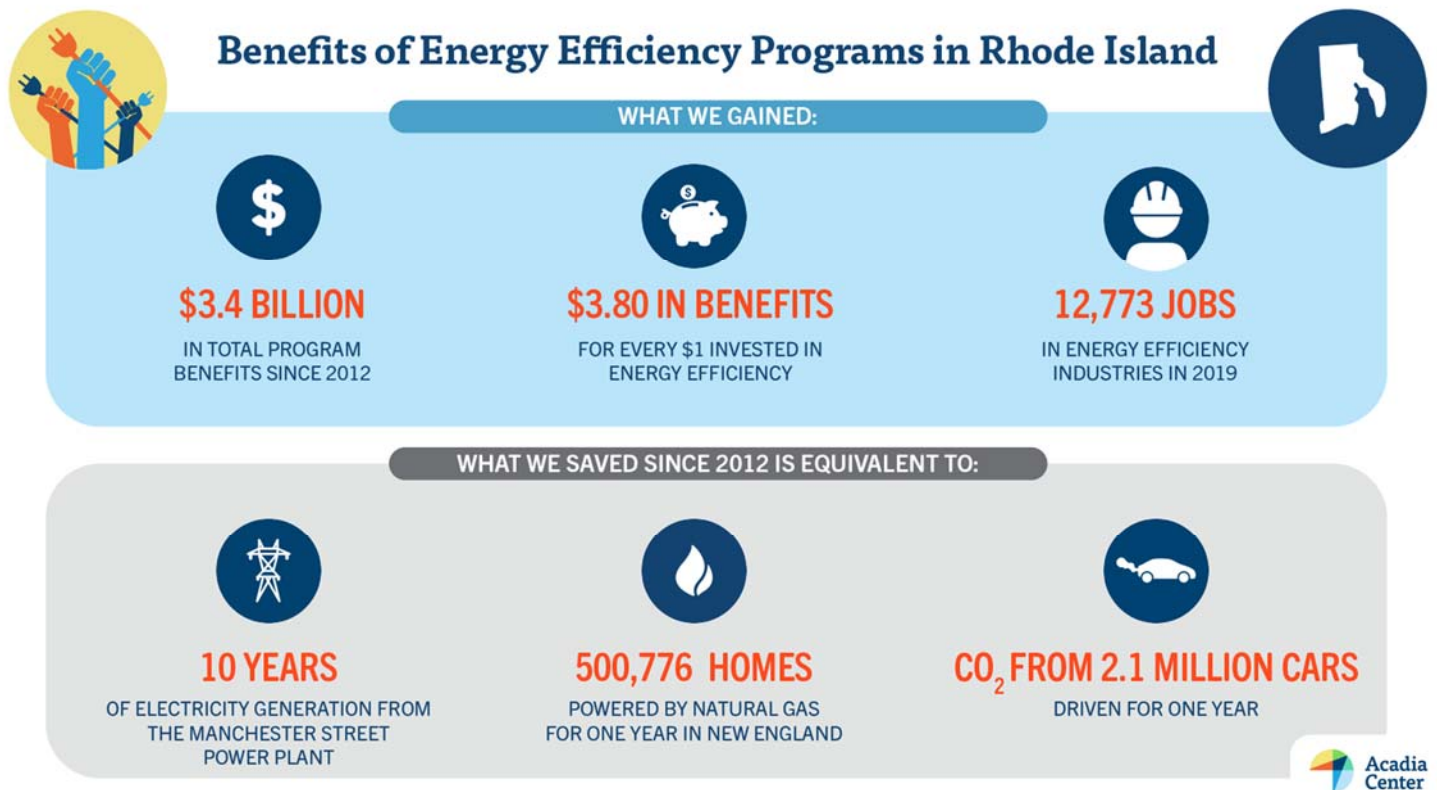 Benefits of Energy Efficiency Programs in Rhode Island
WHAT WE GAINED:
$
$
$3.4 BILLION
IN TOTAL PROGRAM
BENEFITS SINCE 2012
$3.80 IN BENEFITS
FOR EVERY $1 INVESTED IN
ENERGY EFFICIENCY
12,773 JOBS
IN ENERGY EFFICIENCY
INDUSTRIES IN 2019
WHAT WE SAVED SINCE 2012 IS EQUIVALENT TO:
10 YEARS
OF ELECTRICITY GENERATION FROM
THE MANCHESTER STREET
POWER PLANT
500,776 HOMES
POWERED BY NATURAL GAS
FOR ONE YEAR IN NEW ENGLAND
CO₂ FROM 2.1 MILLION CARS
DRIVEN FOR ONE YEAR
Acadia
Center